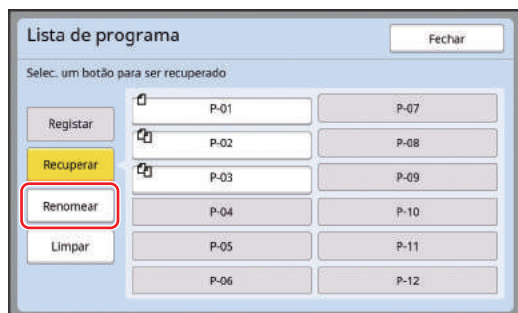 Lista de programa
Fechar
Selec. um botão para ser recuperado
Registar
Recuperar
Renomear
Limpar
P-01
P-02
P-03
P-04
P-05
P-06
P-07
P-08
P-09
P-10
P-11
P-12